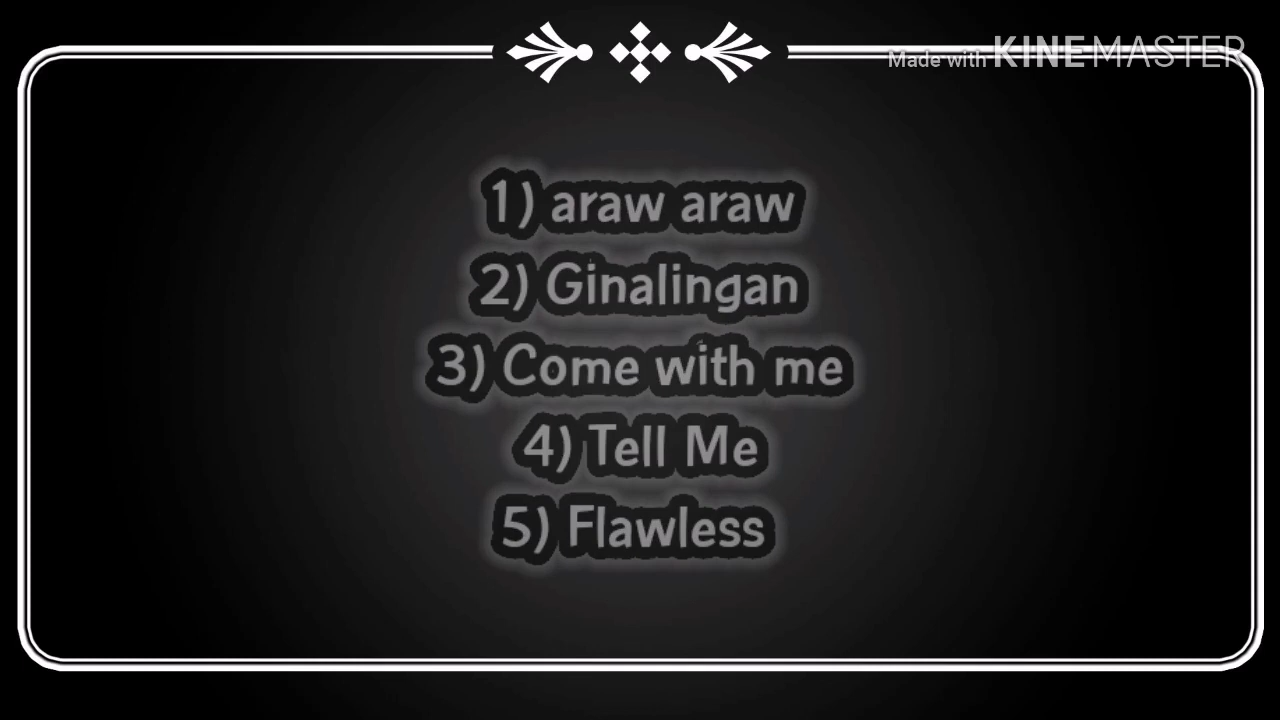 Made with KINEMASTER
1) araw araw
2) Ginalingan
3) Come with me
4) Tell Me
5) Flawless